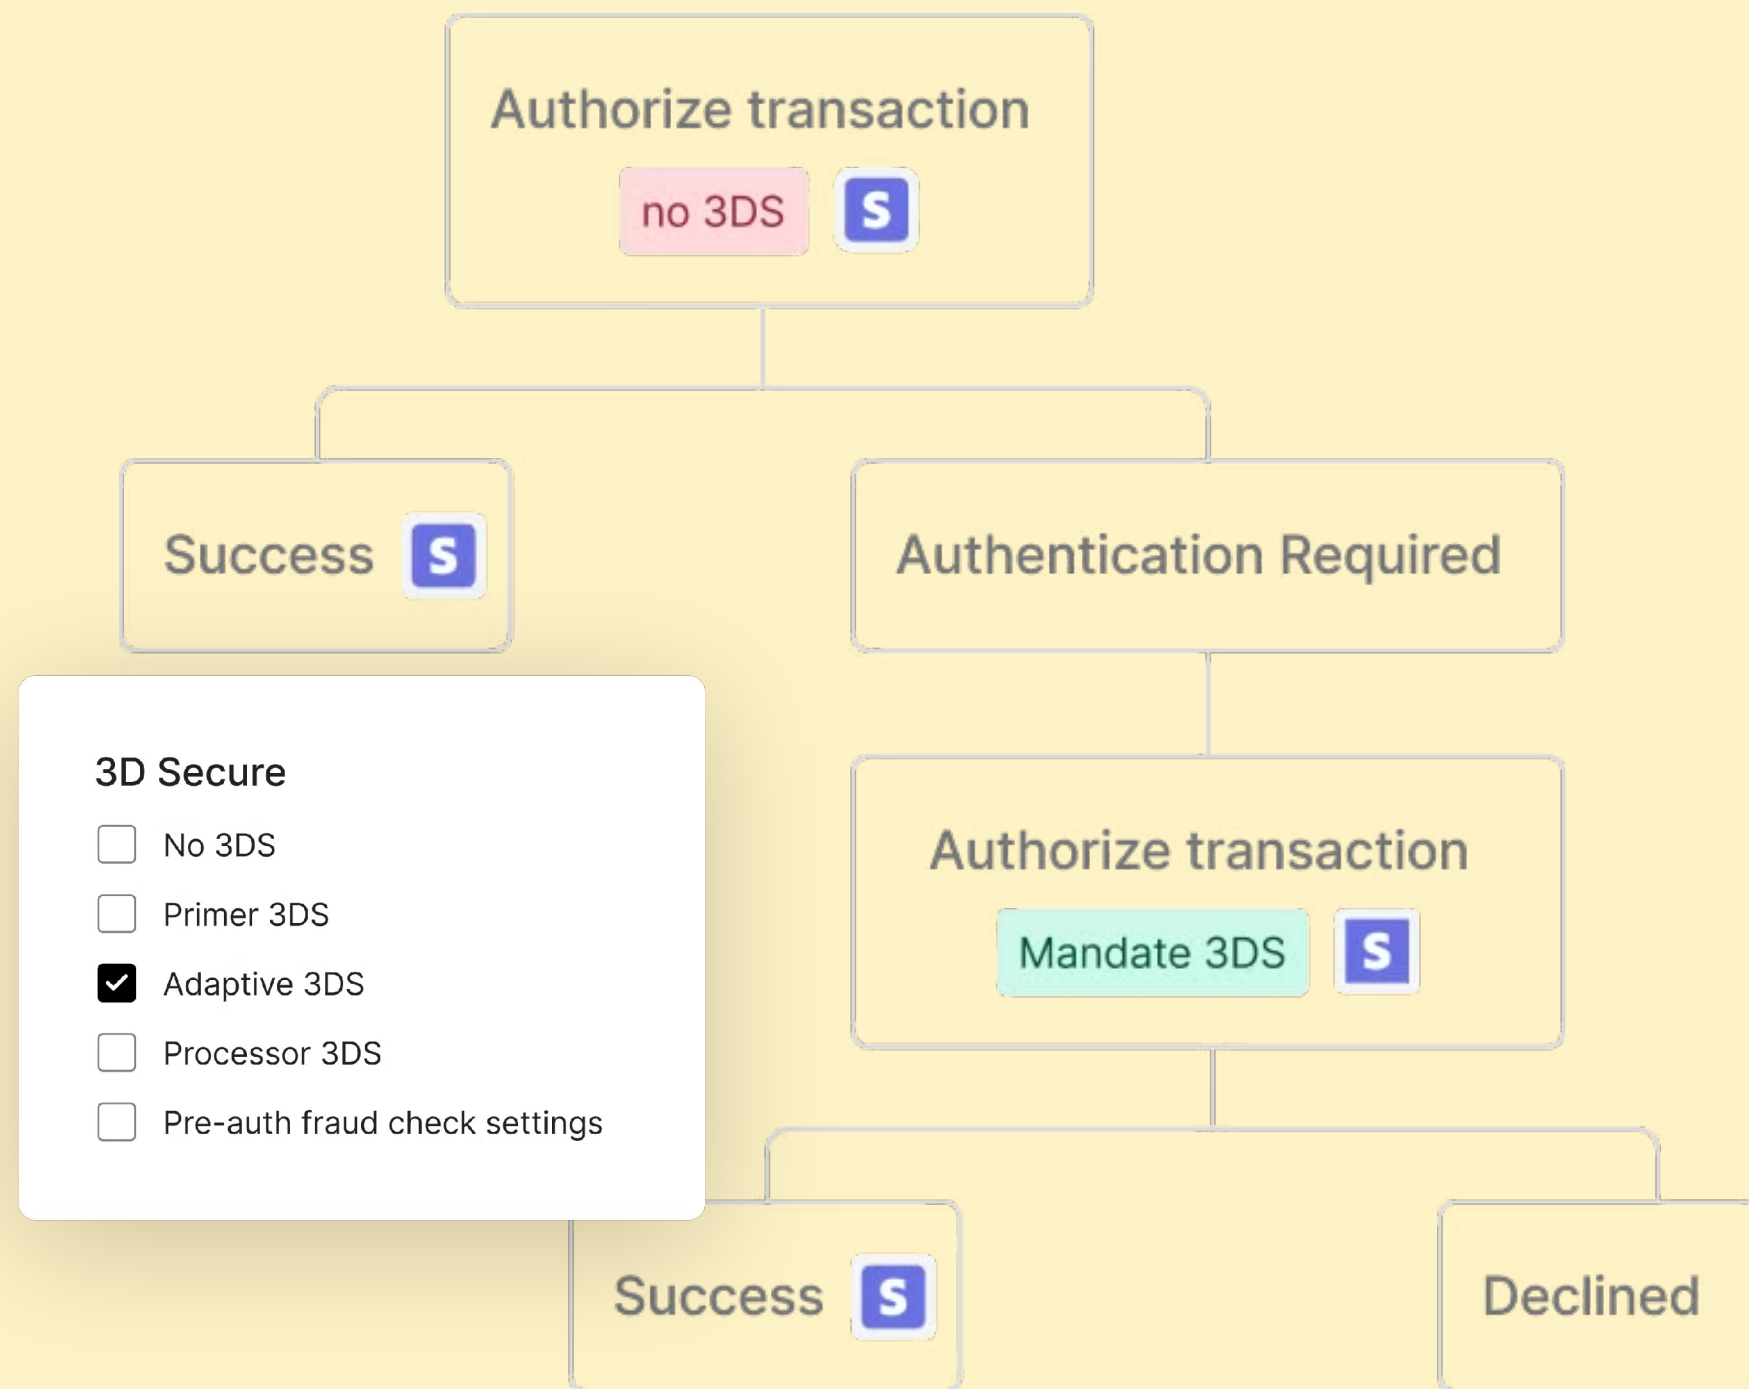 Authorize transaction
no 3DS S
Success S
Authentication Required
3D Secure
No 3DS
Primer 3DS
Adaptive 3DS
Processor 3DS
Pre-auth fraud check settings
Authorize transaction
Mandate 3DS S
Success S
Declined